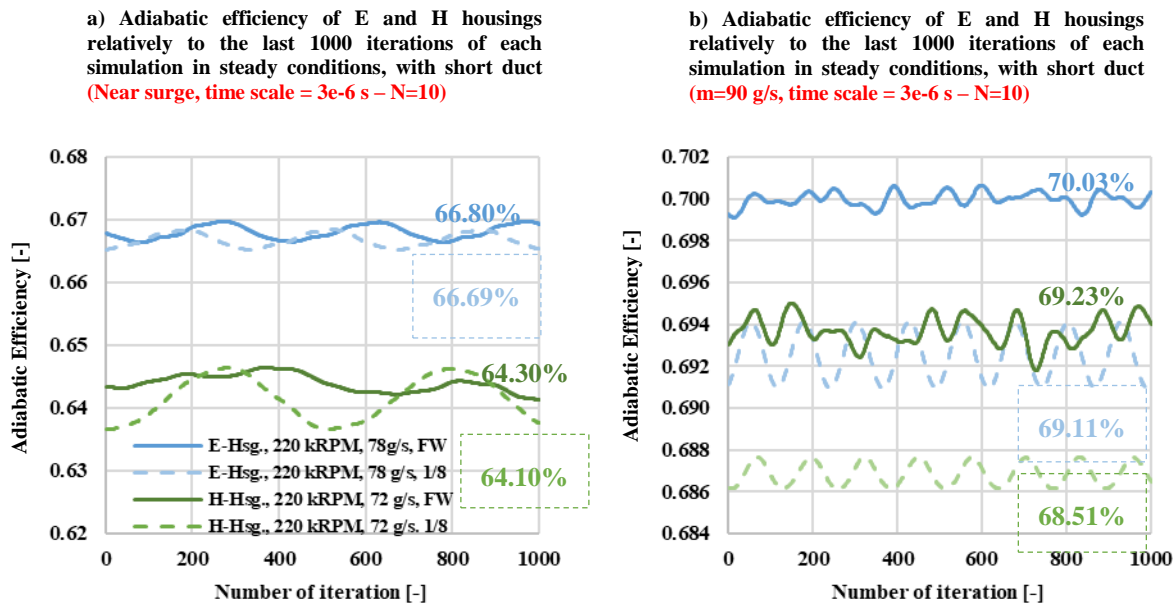 a) Adiabatic efficiency of E and H housings
relatively to the last 1000 iterations of each
simulation in steady conditions, with short duct
(Near surge, time scale = 3e-6 s – N=10)
0.68
0.67
0.66
0.65
0.64
0.63
0.62
Adiabatic Efficiency [-]
66.80%
66.69%
64.30%
64.10%
E-Hsg., 220 kRPM, 78g/s, FW
E-Hsg., 220 kRPM, 78 g/s, 1/8
H-Hsg., 220 kRPM, 72 g/s, FW
H-Hsg., 220 kRPM, 72 g/s. 1/8
0 200 400 600 800 1000
Number of iteration [-]
b) Adiabatic efficiency of E and H housings
relatively to the last 1000 iterations of each
simulation in steady conditions, with short duct
(m=90 g/s, time scale = 3e-6 s – N=10)
0.702
0.700
0.698
0.696
0.694
0.692
0.690
0.688
0.686
0.684
Adiabatic Efficiency [-]
70.03%
69.23%
69.11%
68.51%
0 200 400 600 800 1000
Number of iteration [-]